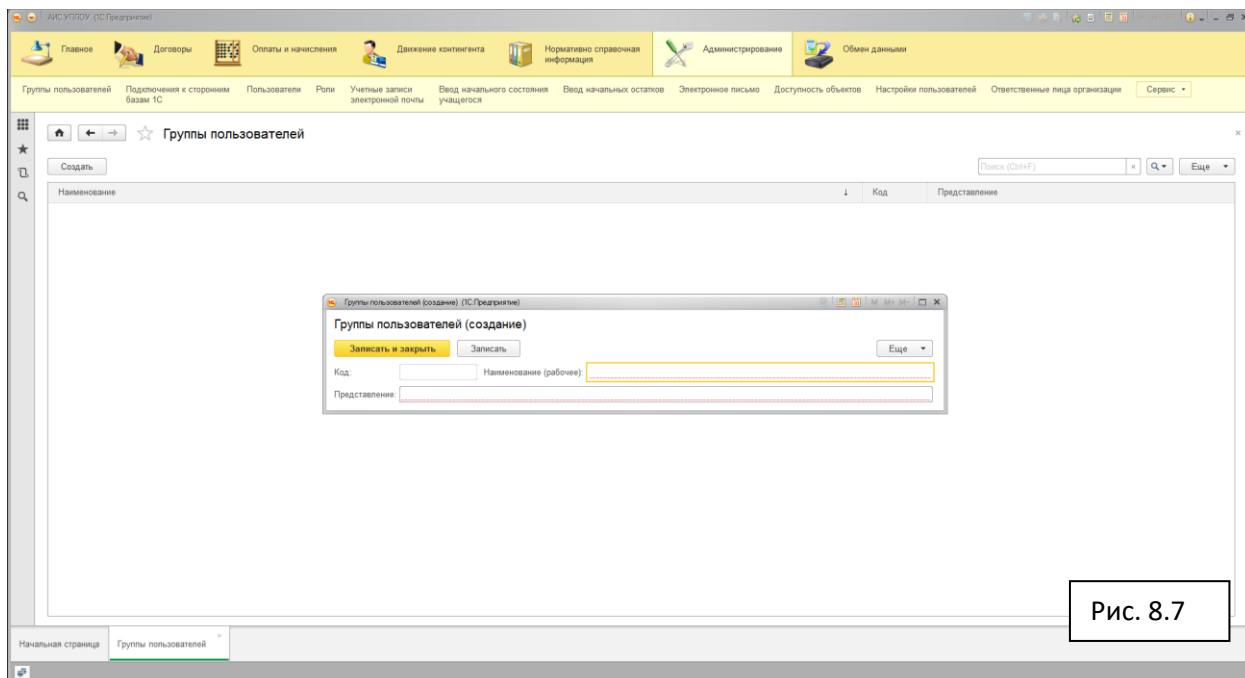 АИС УППОУ (1С:Предприятие)
Главное Договоры Оплаты и начисления Движение контингента Нормативно справочная информация Администрирование Обмен данными
Группы пользователей Подключения к сторонним базам 1С Пользователи Роли Учетные записи электронной почты Ввод начального состояния учащегося Ввод начальных остатков Электронное письмо Доступность объектов Настройки пользователей Ответственные лица организации Сервис
Группы пользователей
Создать Поиск (Ctrl+F) Еще
Наименование Код Представление
Группы пользователей (создание) (1С:Предприятие) M M+ M-
Группы пользователей (создание)
Записать и закрыть Записать Еще
Код: Наименование (рабочее):
Представление:
Рис. 8.7
Начальная страница Группы пользователей